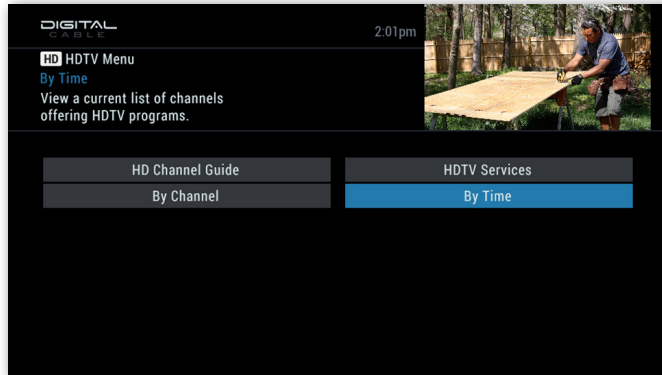 DIGITAL
CABLE
2:01pm
HD HDTV Menu
By Time
View a current list of channels
offering HDTV programs.
HD Channel Guide
HDTV Services
By Channel
By Time